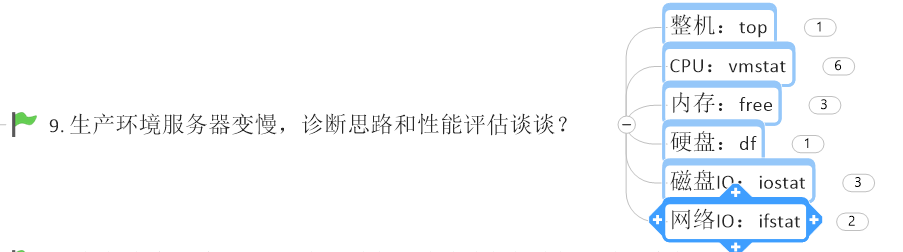 整机：top
1
CPU：vmstat
6
内存：free
3
9. 生产环境服务器变慢，诊断思路和性能评估谈谈？
硬盘：df
1
磁盘IO：iostat
3
网络IO：ifstat
2